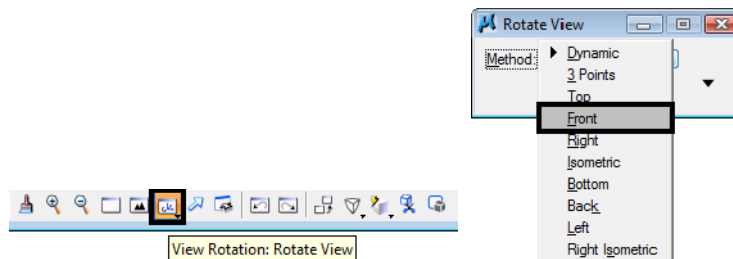 Rotate View
Method:
Dynamic
3 Points
Top
Front
Right
Isometric
Bottom
Back
Left
Right Isometric
View Rotation: Rotate View